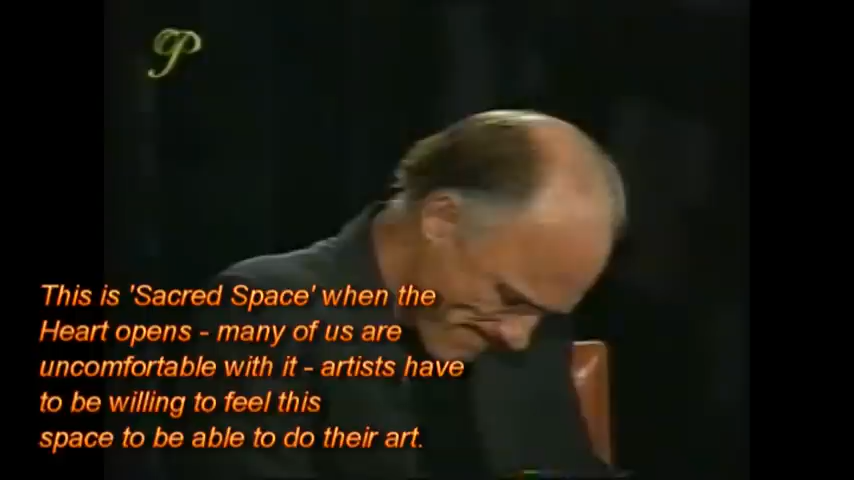 P
This is 'Sacred Space' when the
Heart opens - many of us are
uncomfortable with it - artists have
to be willing to feel this
space to be able to do their art.